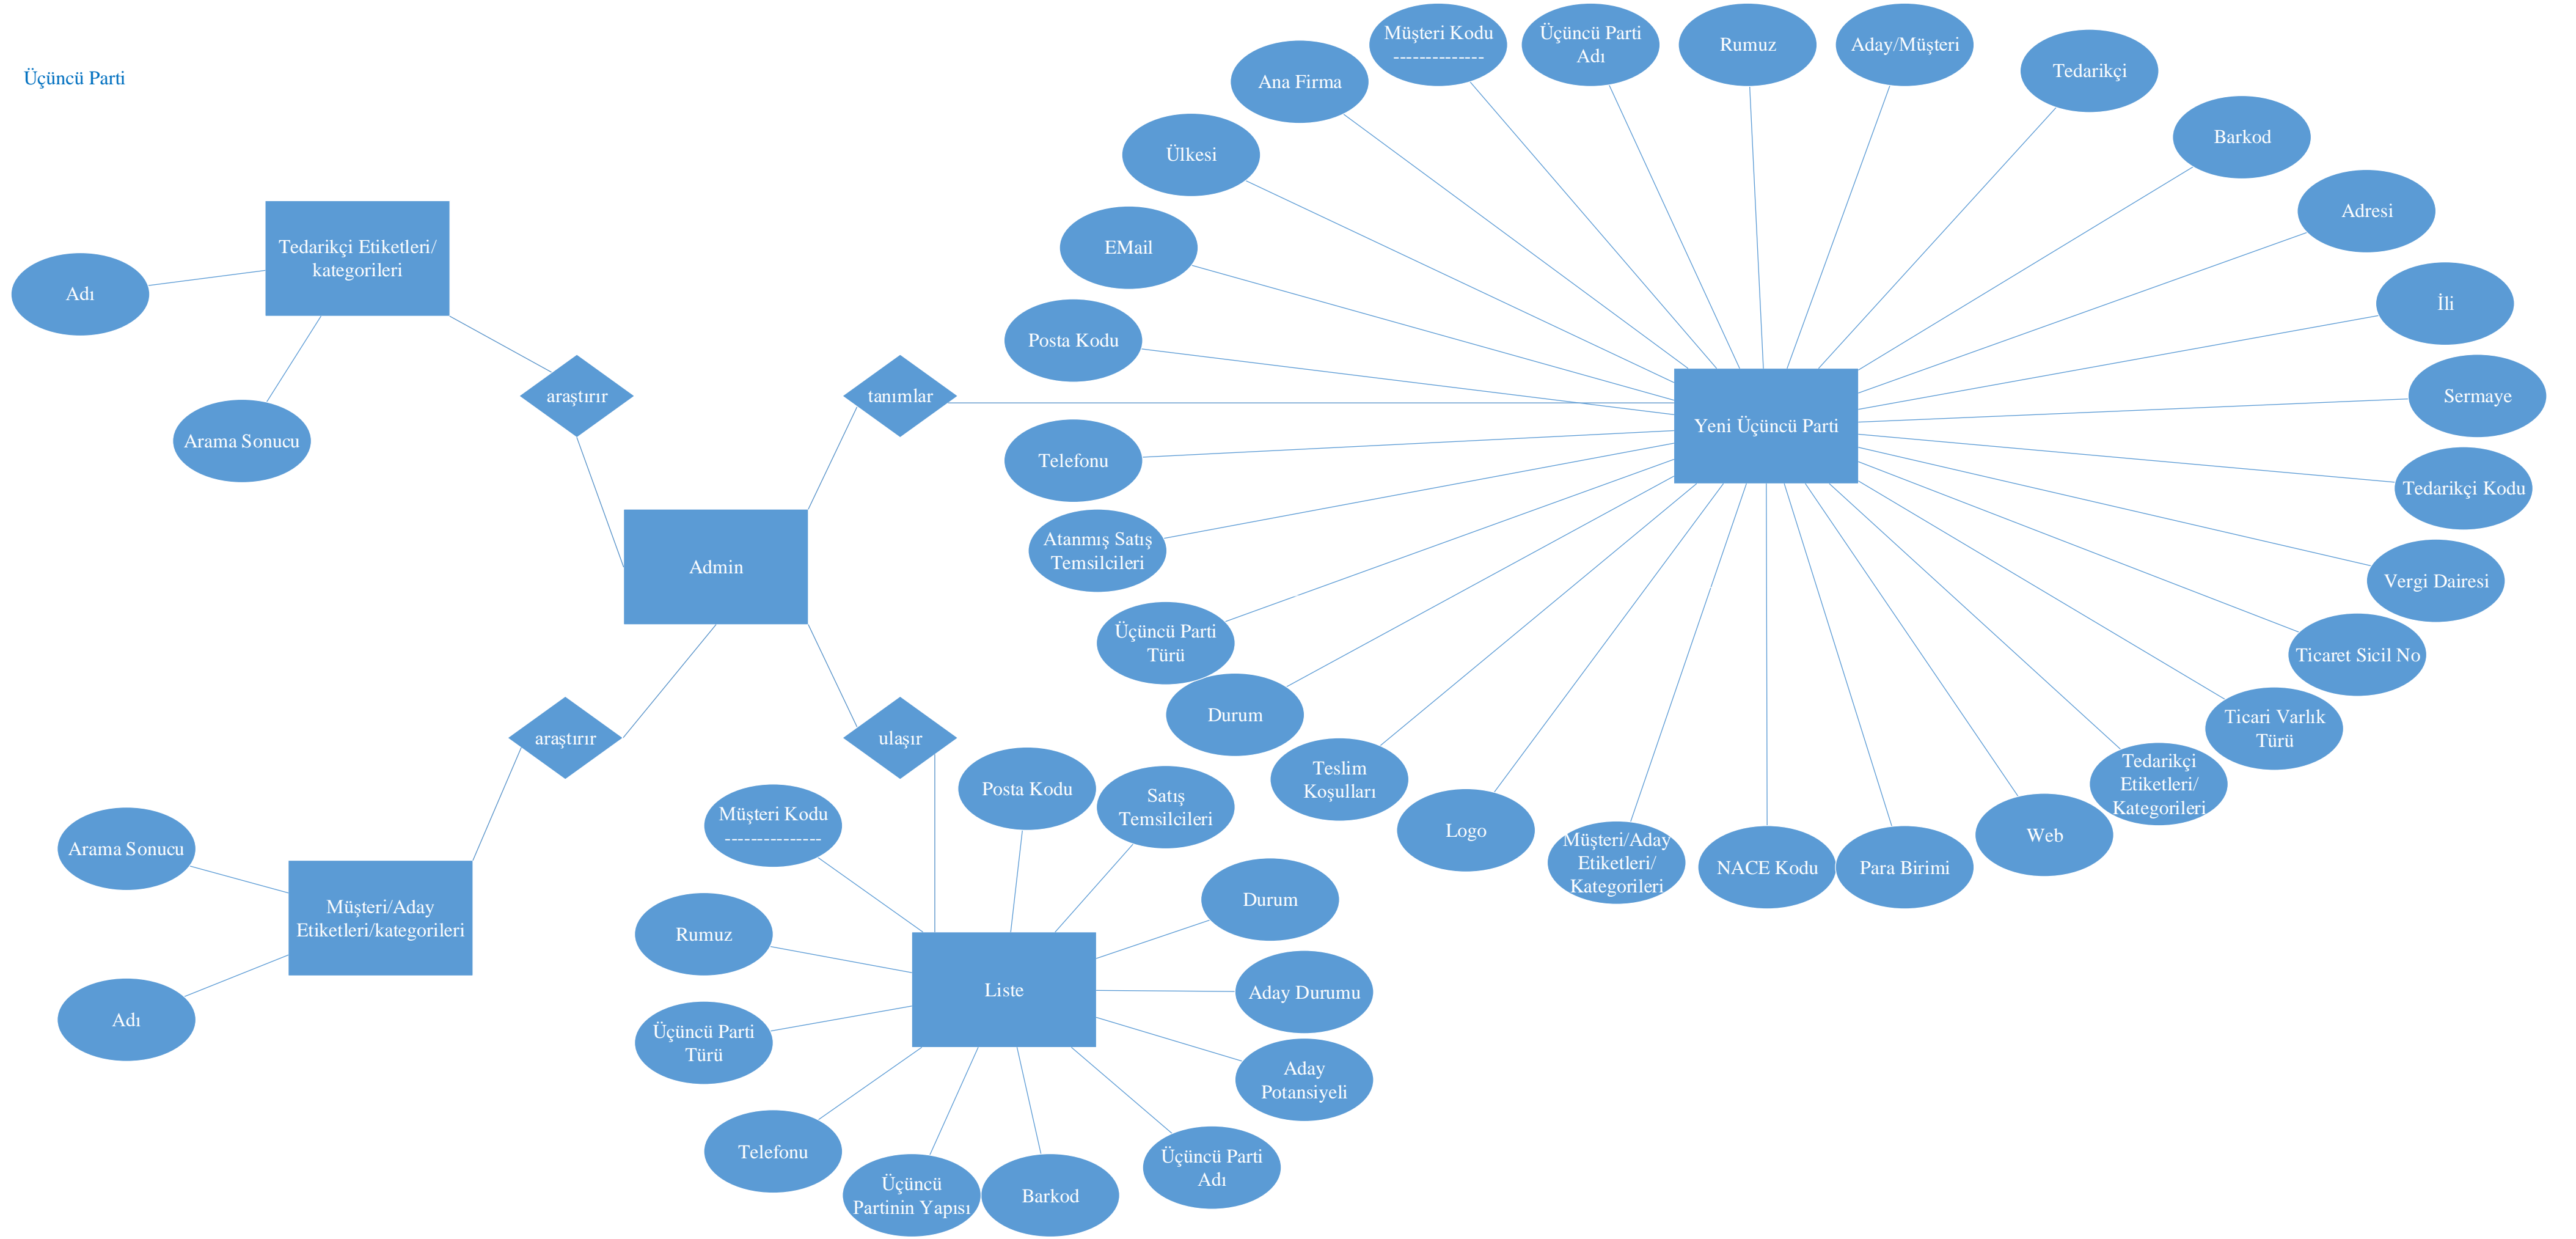 Üçüncü Parti
Müşteri Kodu
--------------
Üçüncü Parti
Adı
Rumuz
Aday/Müşteri
Tedarikçi
Ana Firma
Barkod
Ülkesi
Adresi
EMail
İli
Posta Kodu
Sermaye
Telefonu
Tedarikçi Kodu
Atanmış Satış
Temsilcileri
Vergi Dairesi
Üçüncü Parti
Türü
Ticaret Sicil No
Durum
Ticari Varlık
Türü
Teslim
Koşulları
Tedarikçi
Etiketleri/
Kategorileri
Logo
Web
Müşteri/Aday
Etiketleri/
Kategorileri
NACE Kodu
Para Birimi
Yeni Üçüncü Parti
Tedarikçi Etiketleri/
kategorileri
Adı
Arama Sonucu
araştırır
tanımlar
Admin
araştırır
ulaşır
Arama Sonucu
Müşteri/Aday
Etiketleri/kategorileri
Adı
Müşteri Kodu
---------------
Posta Kodu
Satış
Temsilcileri
Rumuz
Durum
Liste
Aday Durumu
Üçüncü Parti
Türü
Aday
Potansiyeli
Telefonu
Üçüncü
Partinin Yapısı
Barkod
Üçüncü Parti
Adı